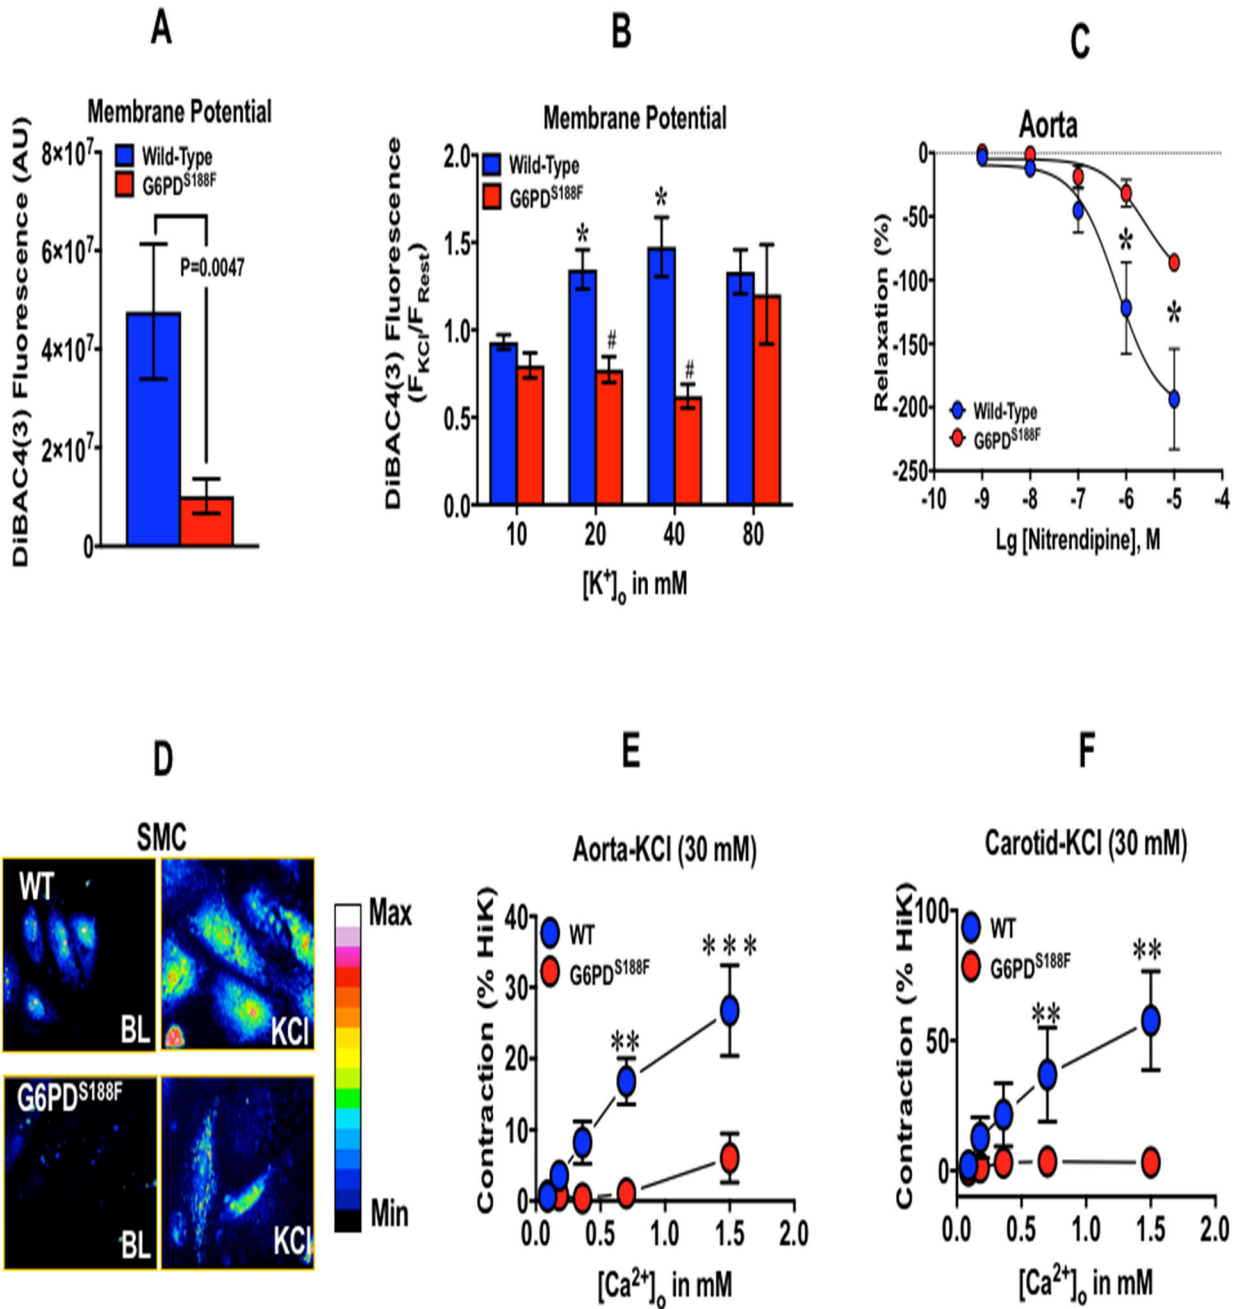 A
Membrane Potential
DiBAC4(3) Fluorescence (AU)
8×10⁷
6×10⁷
4×10⁷
2×10⁷
0
Wild-Type
G6PD^S188F
P=0.0047
B
Membrane Potential
DiBAC4(3) Fluorescence
(F_KCl/F_Rest)
2.0
1.5
1.0
0.5
0.0
Wild-Type
G6PD^S188F
*
*
#
#
10 20 40 80
[K⁺]ₒ in mM
C
Aorta
Relaxation (%)
0
-50
-100
-150
-200
-250
*
*
Wild-Type
G6PD^S188F
-10 -9 -8 -7 -6 -5 -4
Lg [Nitrendipine], M
D
SMC
WT
BL
KCl
G6PD^S188F
BL
KCl
Max
Min
E
Aorta-KCl (30 mM)
Contraction (% HiK)
40
30
20
10
0
WT
G6PD^S188F
**
***
0.0 0.5 1.0 1.5 2.0
[Ca²⁺]ₒ in mM
F
Carotid-KCl (30 mM)
Contraction (% HiK)
100
50
0
WT
G6PD^S188F
**
**
0.0 0.5 1.0 1.5 2.0
[Ca²⁺]ₒ in mM